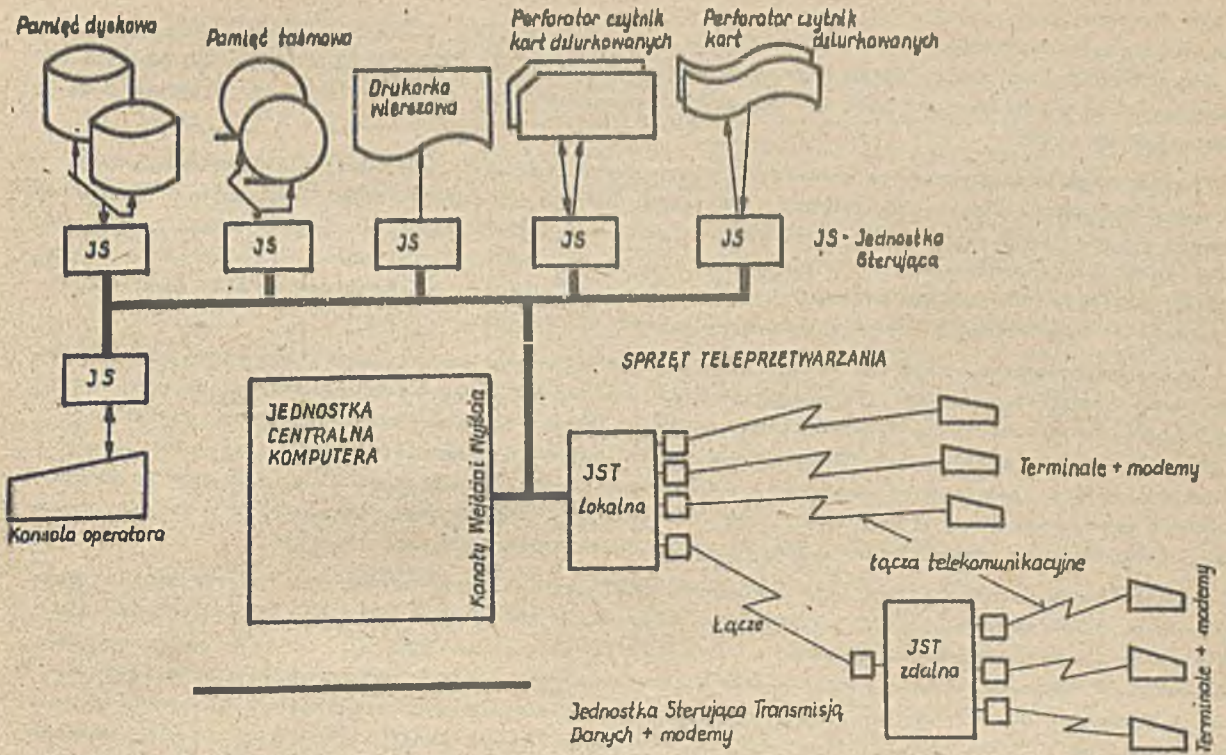 Pamięć dyskowa
Pamięć taśmowa
Drukarka
wierszowa
Perforator czytnik
kart dziurkowanych
Perforator czytnik
kart dziurkowanych
JS
JS
JS
JS
JS
JS - Jednostka
Sterująca
JS
Konsola operatora
JEDNOSTKA
CENTRALNA
KOMPUTERA
Kanały Wejścia i Wyjścia
SPRZĘT TELEPRZETWARZANIA
JST
Lokalna
Terminale + modemy
Łącza telekomunikacyjne
Łącze
JST
zdalna
Terminale + modemy
Jednostka Sterująca Transmisją
Danych + modemy